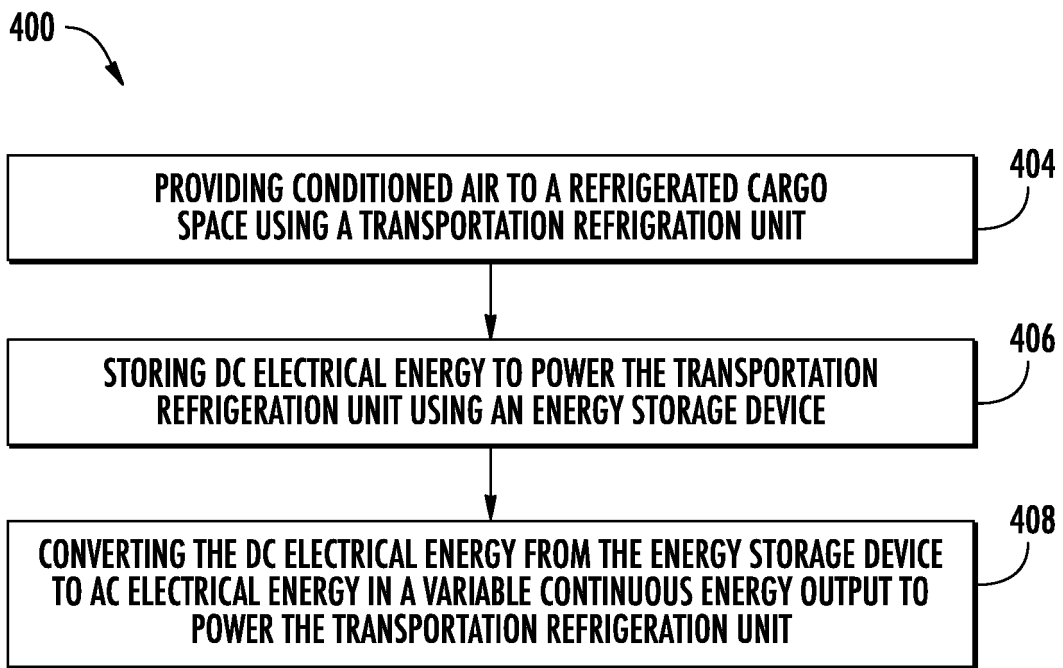 400
PROVIDING CONDITIONED AIR TO A REFRIGERATED CARGO
SPACE USING A TRANSPORTATION REFRIGRATION UNIT
404
STORING DC ELECTRICAL ENERGY TO POWER THE TRANSPORTATION
REFRIGERATION UNIT USING AN ENERGY STORAGE DEVICE
406
CONVERTING THE DC ELECTRICAL ENERGY FROM THE ENERGY STORAGE DEVICE
TO AC ELECTRICAL ENERGY IN A VARIABLE CONTINUOUS ENERGY OUTPUT TO
POWER THE TRANSPORTATION REFRIGERATION UNIT
408